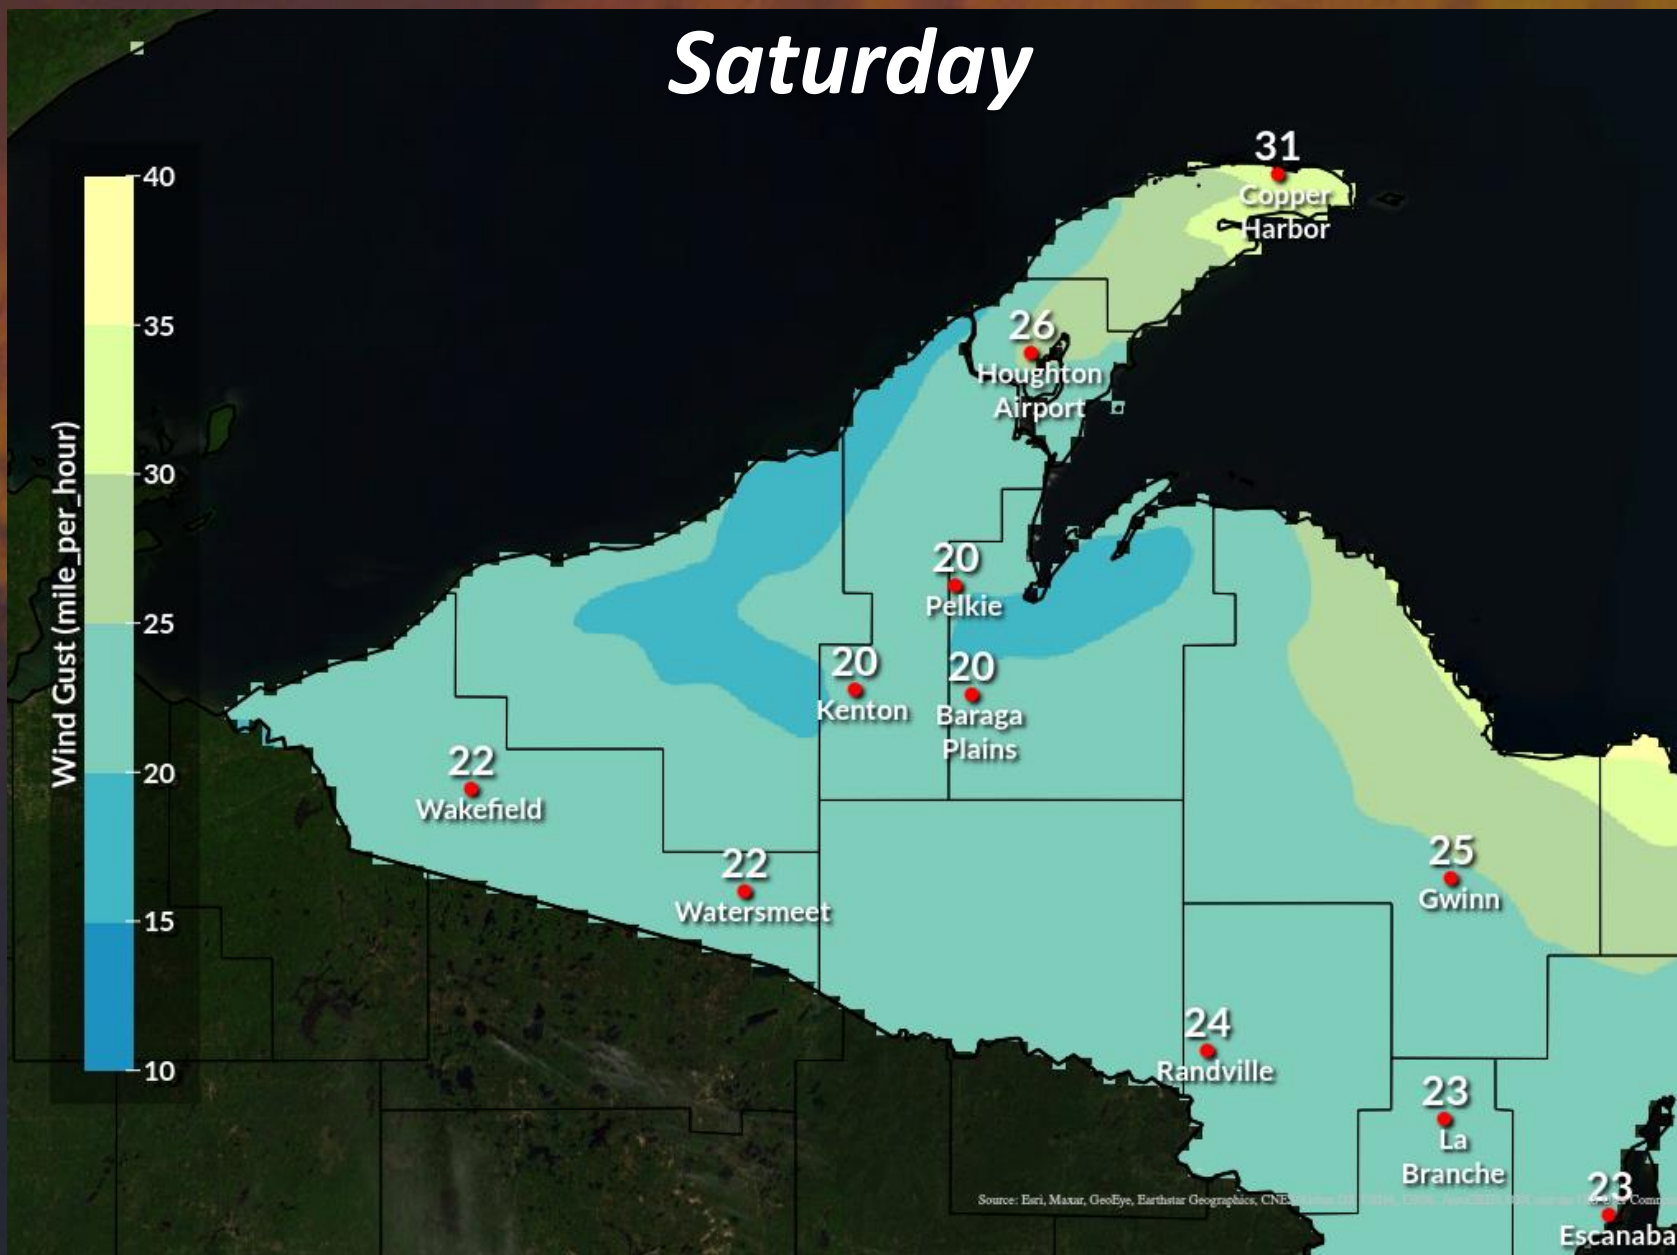 Saturday
Wind Gust (mile_per_hour)
40
35
30
25
20
15
10
31
Copper
Harbor
26
Houghton
Airport
20
Pelkie
20
Kenton
20
Baraga
Plains
22
Wakefield
22
Watersmeet
25
Gwinn
24
Randville
23
La
Branche
23
Escanaba
Source: Esri, Maxar, GeoEye, Earthstar Geographics,